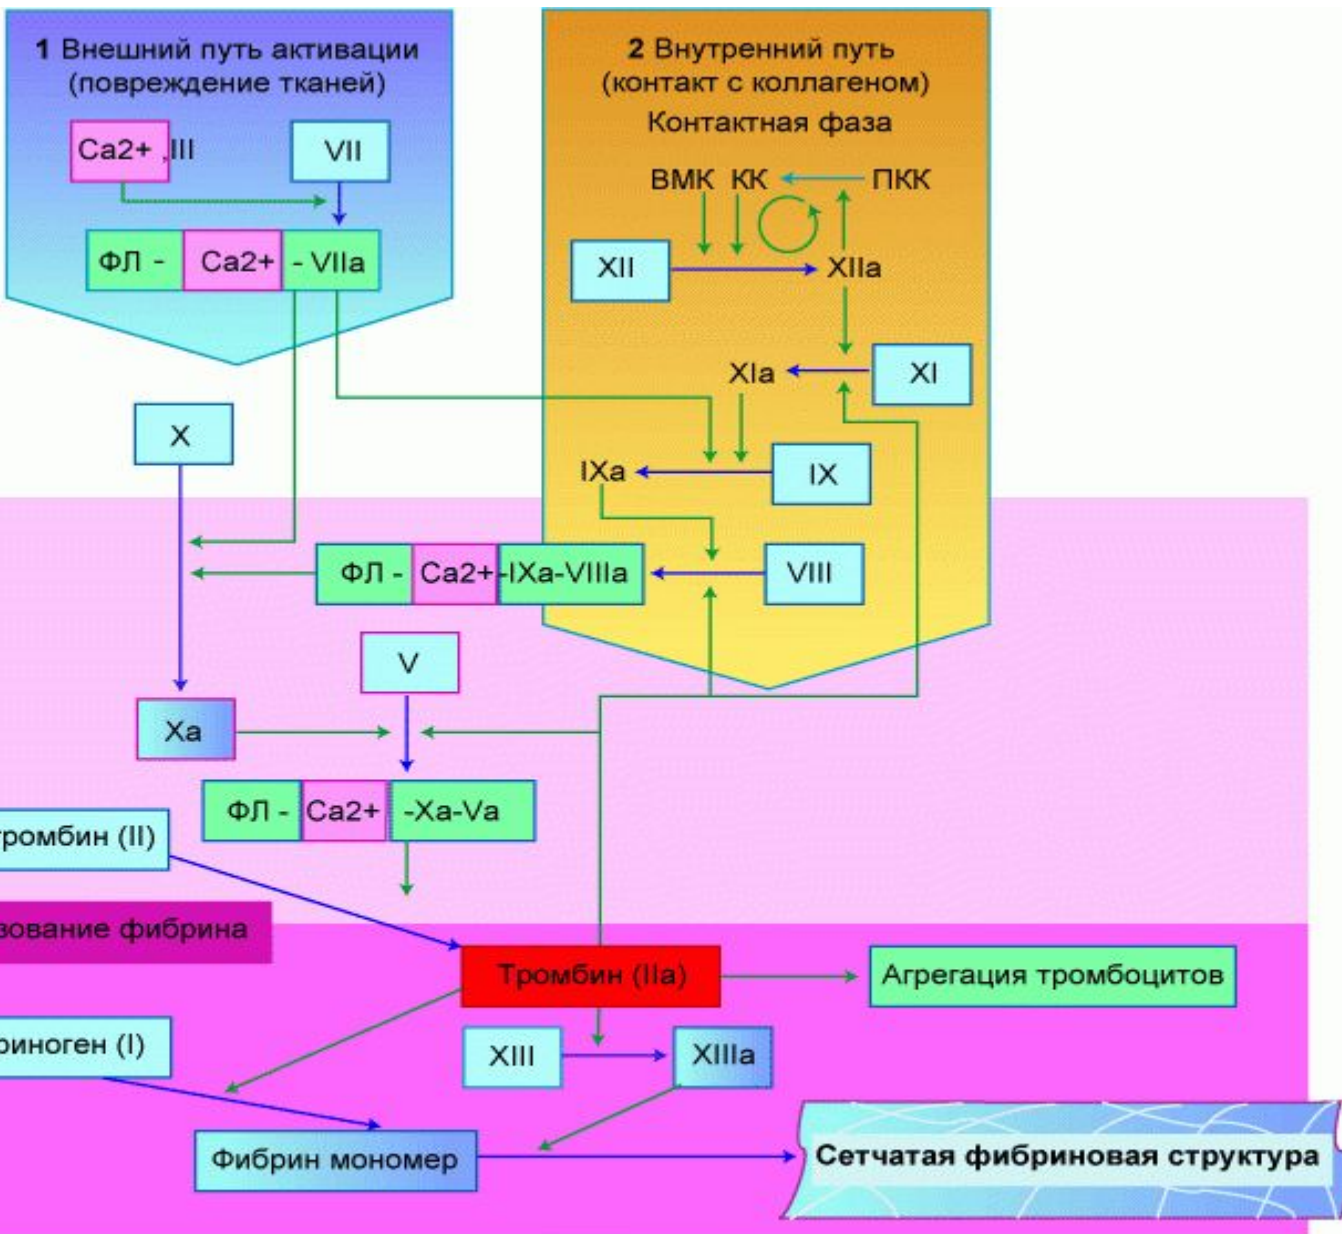 1 Внешний путь активации
(повреждение тканей)
Ca2+ ,III
VII
ФЛ - Ca2+ - VIIa
2 Внутренний путь
(контакт с коллагеном)
Контактная фаза
ВМК КК ПКК
XII
XIIa
XIa
XI
X
IXa
IX
ФЛ - Ca2+ -IXa-VIIIa
VIII
V
Xa
ФЛ - Ca2+ -Xa-Va
тромбин (II)
зование фибрина
Тромбин (IIa)
Агрегация тромбоцитов
риноген (I)
XIII
XIIIa
Фибрин мономер
Сетчатая фибриновая структура